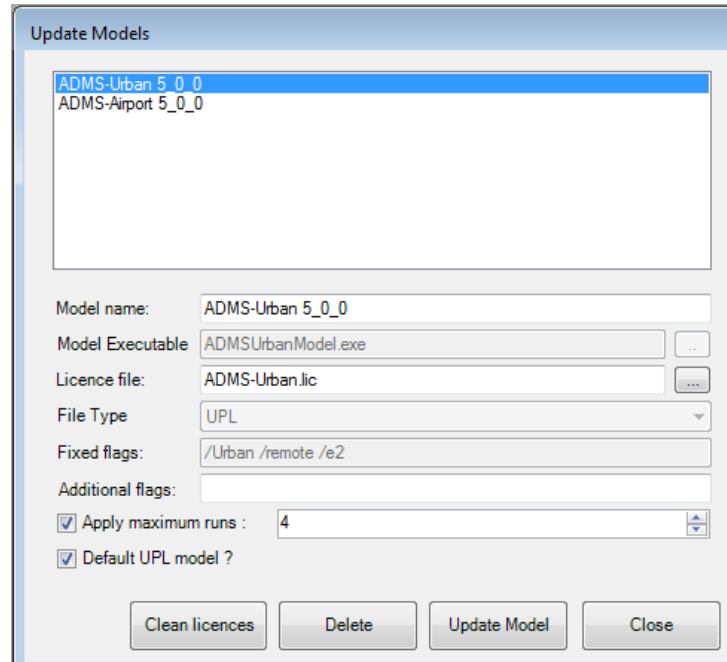 Update Models
ADMS-Urban 5_0_0
ADMS-Airport 5_0_0
Model name: ADMS-Urban 5_0_0
Model Executable ADMSUrbanModel.exe ..
Licence file: ADMS-Urban.lic ...
File Type UPL
Fixed flags: /Urban /remote /e2
Additional flags:
Apply maximum runs : 4
Default UPL model ?
Clean licences Delete Update Model Close